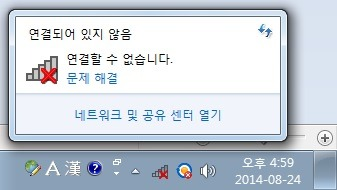 연결되어 있지 않음
연결할 수 없습니다.
문제 해결
네트워크 및 공유 센터 열기
A 漢 ?
오후 4:59
2014-08-24